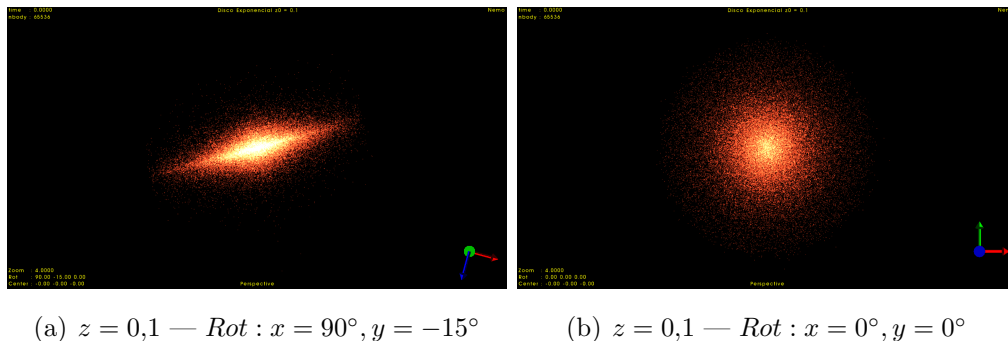 time : 0.0000
nbody : 65536
Disco Exponencial z0 = 0.1
Nemo
Zoom : 4.0000
Rot : 90.00 -15.00 0.00
Center : -0.00 -0.00 -0.00
Perspective
time : 0.0000
nbody : 65536
Disco Exponencial z0 = 0.1
Zoom : 4.0000
Rot : 0.00 0.00 0.00
Center : -0.00 -0.00 -0.00
Perspective
(a) z = 0,1 — Rot : x = 90°, y = −15°
(b) z = 0,1 — Rot : x = 0°, y = 0°